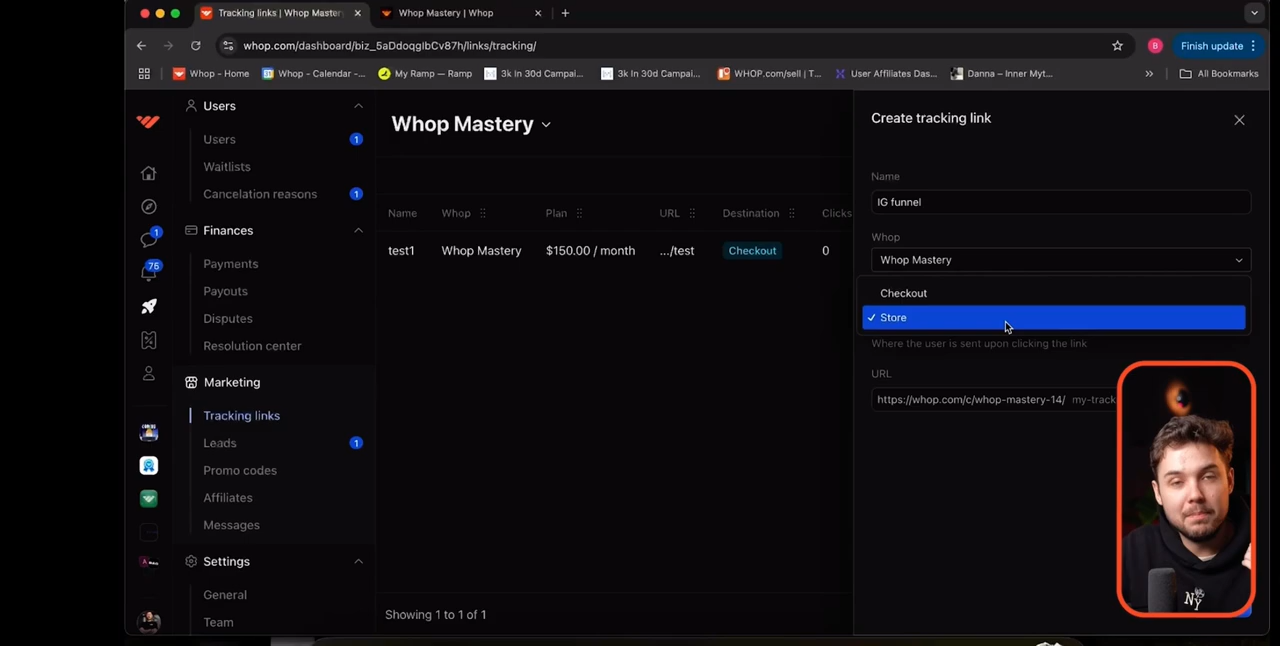 Tracking links | Whop Master
Whop Mastery | Whop
whop.com/dashboard/biz_5aDdoqglbCv87h/links/tracking/
B
Finish update
Whop - Home
Whop - Calendar -...
My Ramp — Ramp
3k In 30d Campai...
3k In 30d Campai...
WHOP.com/sell | T...
User Affiliates Das...
Danna – Inner Myt...
All Bookmarks
Users
Users 1
Waitlists
Cancelation reasons 1
Finances
Payments
Payouts
Disputes
Resolution center
Marketing
Tracking links
Leads 1
Promo codes
Affiliates
Messages
Settings
General
Team
1
75
Whop Mastery
Name Whop Plan URL Destination Clicks
test1 Whop Mastery $150.00 / month .../test Checkout 0
Showing 1 to 1 of 1
Create tracking link
Name
IG funnel
Whop
Whop Mastery
Checkout
Store
Where the user is sent upon clicking the link
URL
https://whop.com/c/whop-mastery-14/ my-track
NY